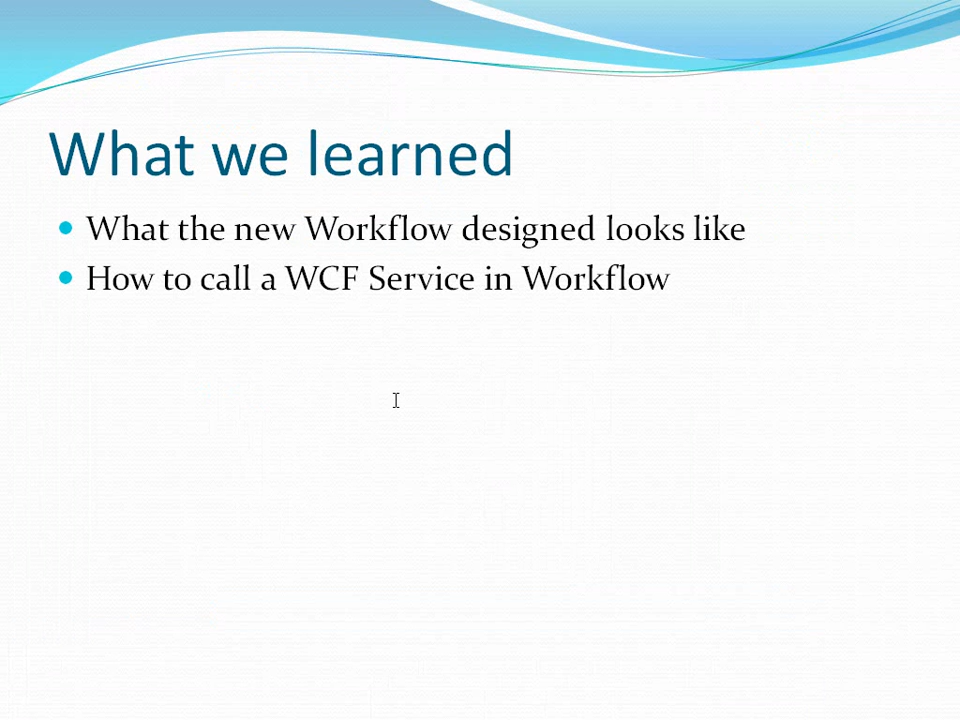 What we learned
What the new Workflow designed looks like
How to call a WCF Service in Workflow